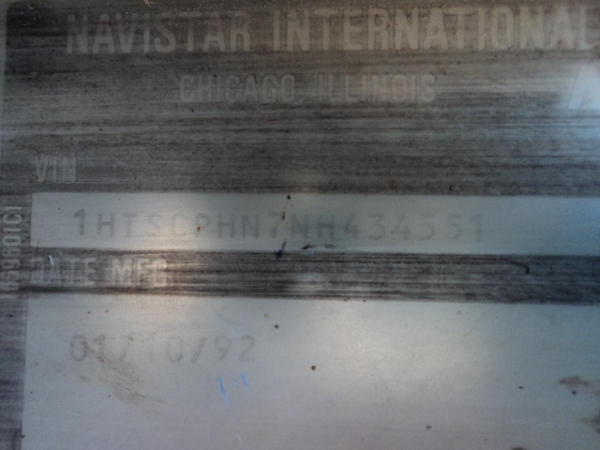 NAVISTAR INTERNATIONAL
CHICAGO, ILLINOIS
VIN
1HTSCPHN7NH434551
DATE MFG
01/10/92